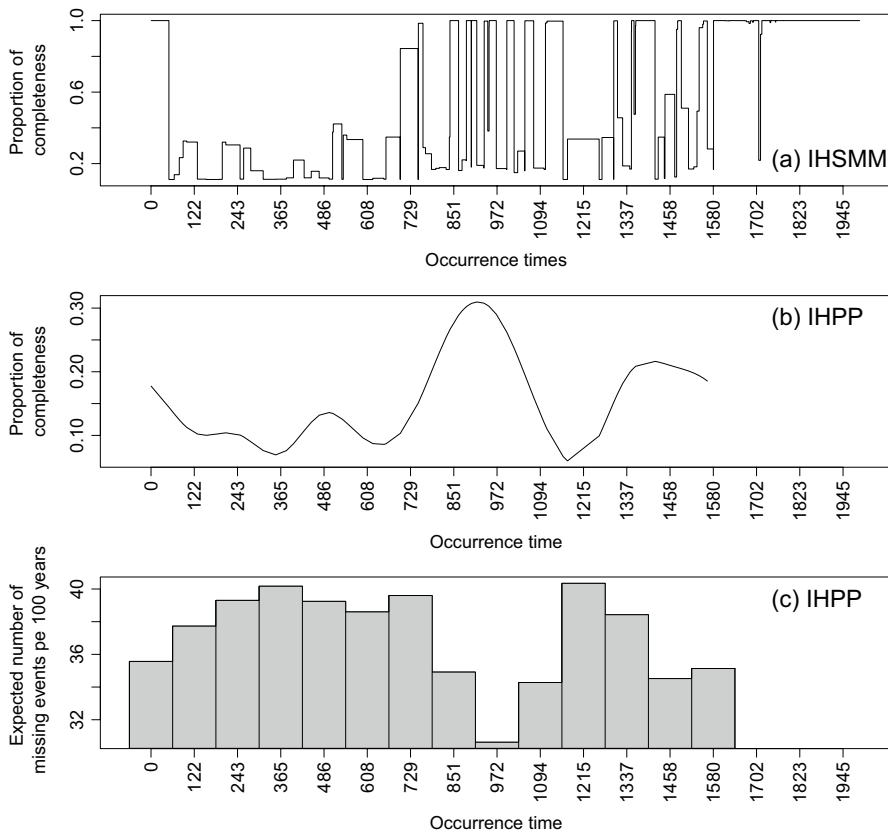 Proportion of
completeness
1.0
0.6
0.2
(a) IHSMM
0 122 243 365 486 608 729 851 972 1094 1215 1337 1458 1580 1702 1823 1945
Occurrence times
Proportion of
completeness
0.30
0.20
0.10
(b) IHPP
0 122 243 365 486 608 729 851 972 1094 1215 1337 1458 1580 1702 1823 1945
Occurrence time
Expected number of
missing events pe 100 years
40
36
32
(c) IHPP
0 122 243 365 486 608 729 851 972 1094 1215 1337 1458 1580 1702 1823 1945
Occurrence time